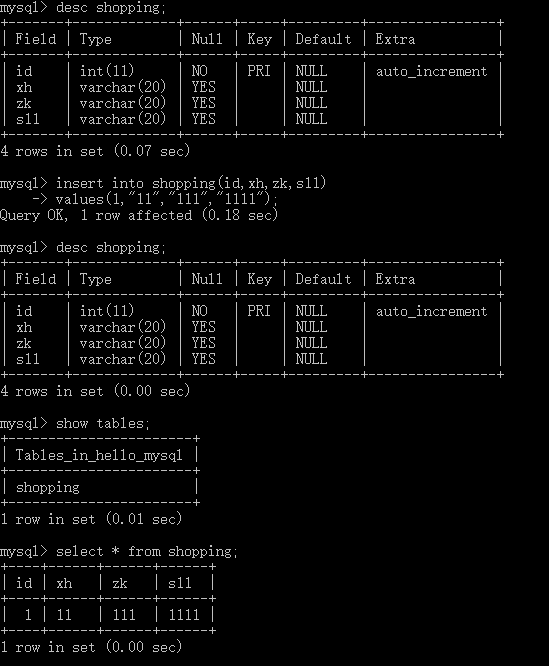 mysql> desc shopping;
+-------+-------------+------+-----+---------+----------------+
| Field | Type        | Null | Key | Default | Extra          |
+-------+-------------+------+-----+---------+----------------+
| id    | int(11)     | NO   | PRI | NULL    | auto_increment |
| xh    | varchar(20) | YES  |     | NULL    |                |
| zk    | varchar(20) | YES  |     | NULL    |                |
| sll   | varchar(20) | YES  |     | NULL    |                |
+-------+-------------+------+-----+---------+----------------+
4 rows in set (0.07 sec)
mysql> insert into shopping(id,xh,zk,sll)
    -> values(1,"11","111","1111");
Query OK, 1 row affected (0.18 sec)
mysql> desc shopping;
+-------+-------------+------+-----+---------+----------------+
| Field | Type        | Null | Key | Default | Extra          |
+-------+-------------+------+-----+---------+----------------+
| id    | int(11)     | NO   | PRI | NULL    | auto_increment |
| xh    | varchar(20) | YES  |     | NULL    |                |
| zk    | varchar(20) | YES  |     | NULL    |                |
| sll   | varchar(20) | YES  |     | NULL    |                |
+-------+-------------+------+-----+---------+----------------+
4 rows in set (0.00 sec)
mysql> show tables;
+-----------------------+
| Tables_in_hello_mysql |
+-----------------------+
| shopping              |
+-----------------------+
1 row in set (0.01 sec)
mysql> select * from shopping;
+----+------+------+------+
| id | xh   | zk   | sll  |
+----+------+------+------+
|  1 | 11   | 111  | 1111 |
+----+------+------+------+
1 row in set (0.00 sec)